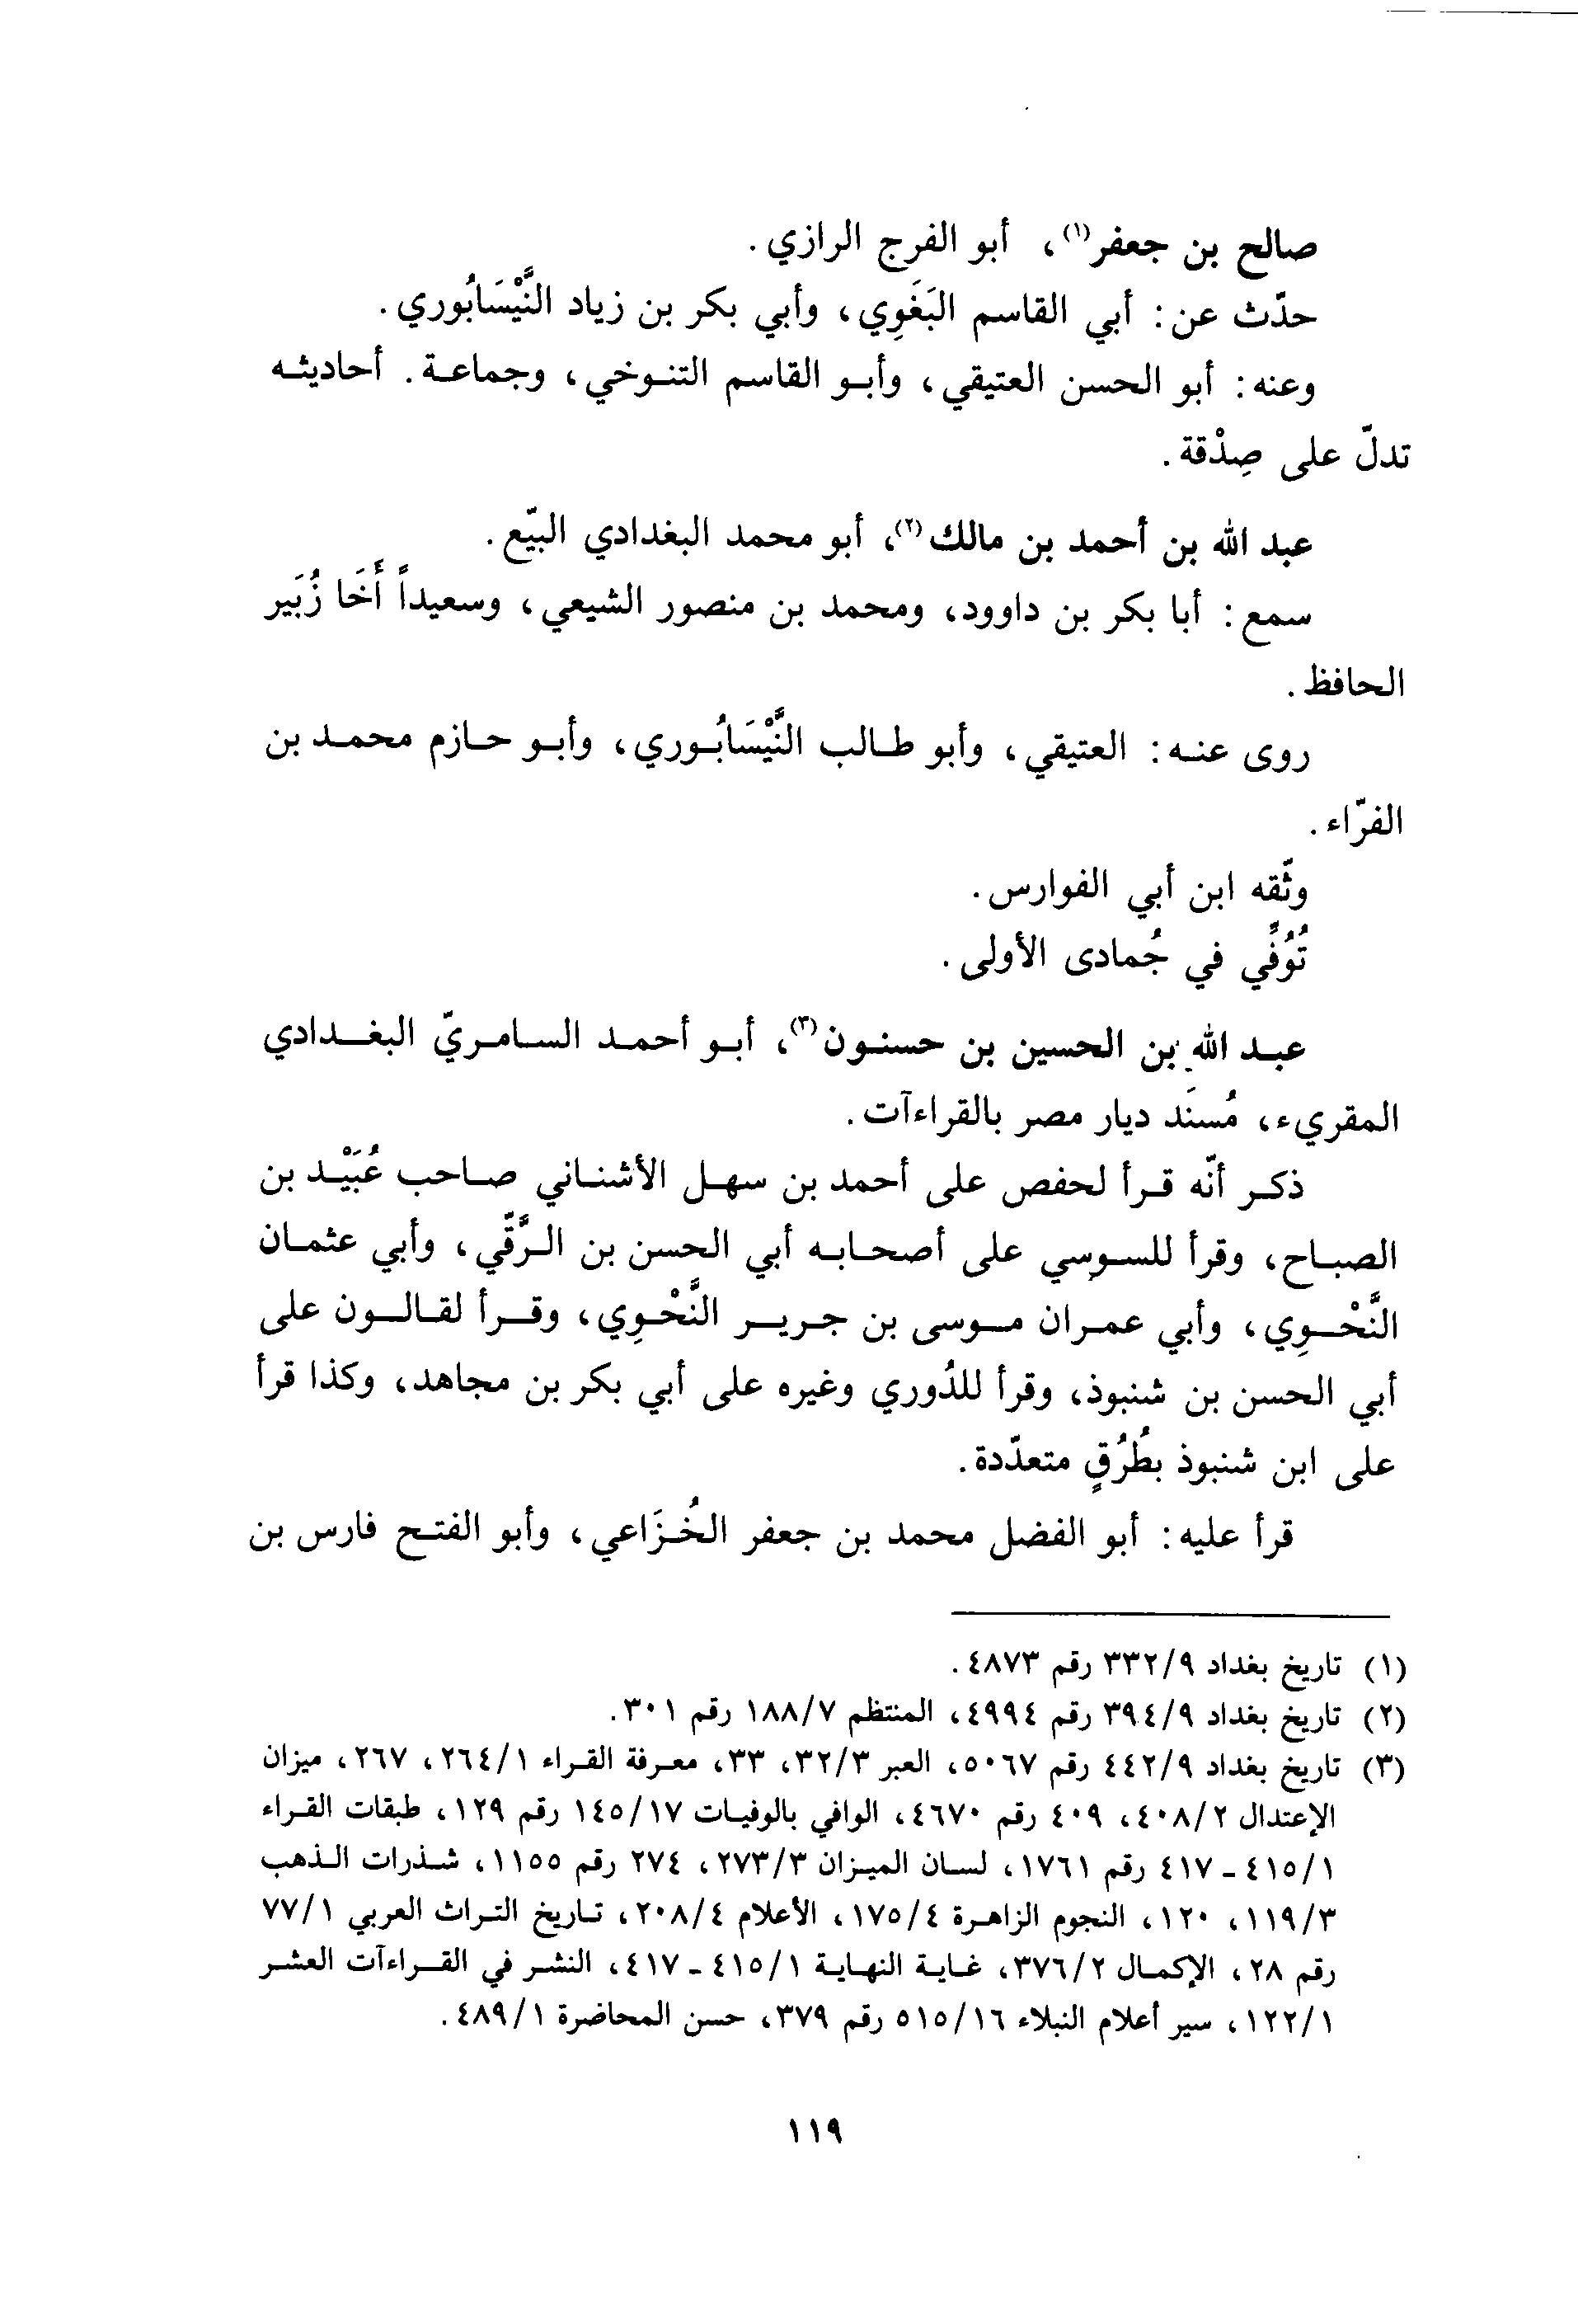 صالح بن جعفر(١)، أبو الفرج الرازي.
حدّث عن: أبي القاسم البَغَوِي، وأبي بكر بن زياد النَّيْسَابُوري.
وعنه: أبو الحسن العتيقي، وأبو القاسم التنوخي، وجماعة. أحاديثه
تدلّ على صِدْقة.
عبد الله بن أحمد بن مالك(٢)، أبو محمد البغدادي البيّع.
سمع: أبا بكر بن داوود، ومحمد بن منصور الشيعي، وسعيداً أَخَا زُبَير
الحافظ.
روى عنه: العتيقي، وأبو طالب النَّيْسَابُوري، وأبو حازم محمد بن
الفرّاء.
وثّقه ابن أبي الفوارس.
تُوُفّي في جُمادى الأولى.
عبد الله بن الحسين بن حسنون(٣)، أبو أحمد السامريّ البغدادي
المقريء، مُسنَد ديار مصر بالقراءآت.
ذكر أنّه قرأ لحفص على أحمد بن سهل الأشناني صاحب عُبَيْد بن
الصباح، وقرأ للسوسي على أصحابه أبي الحسن بن الرَّقّي، وأبي عثمان
النَّحْوِي، وأبي عمران موسى بن جرير النَّحْوِي، وقرأ لقالون على
أبي الحسن بن شنبوذ، وقرأ للدُوري وغيره على أبي بكر بن مجاهد، وكذا قرأ
على ابن شنبوذ بطُرُقٍ متعدّدة.
قرأ عليه: أبو الفضل محمد بن جعفر الخُزَاعي، وأبو الفتح فارس بن
(١) تاريخ بغداد ٩/٣٣٢ رقم ٤٨٧٣.
(٢) تاريخ بغداد ٩/٣٩٤ رقم ٤٩٩٤، المنتظم ٧/١٨٨ رقم ٣٠١.
(٣) تاريخ بغداد ٩/٤٤٢ رقم ٥٠٦٧، العبر ٣/٣٢، ٣٣، معرفة القراء ١/٢٦٤، ٢٦٧، ميزان
الإعتدال ٢/٤٠٨، ٤٠٩ رقم ٤٦٧٠، الوافي بالوفيات ١٧/١٤٥ رقم ١٢٩، طبقات القراء
١/٤١٥ - ٤١٧ رقم ١٧٦١، لسان الميزان ٣/٢٧٣، ٢٧٤ رقم ١١٥٥، شذرات الذهب
٣/١١٩، ١٢٠، النجوم الزاهرة ٤/١٧٥، الأعلام ٤/٢٠٨، تاريخ التراث العربي ١/٧٧
رقم ٢٨، الإكمال ٢/٣٧٦، غاية النهاية ١/٤١٥ - ٤١٧، النشر في القراءآت العشر
١/١٢٢، سير أعلام النبلاء ١٦/٥١٥ رقم ٣٧٩، حسن المحاضرة ١/٤٨٩.
١١٩